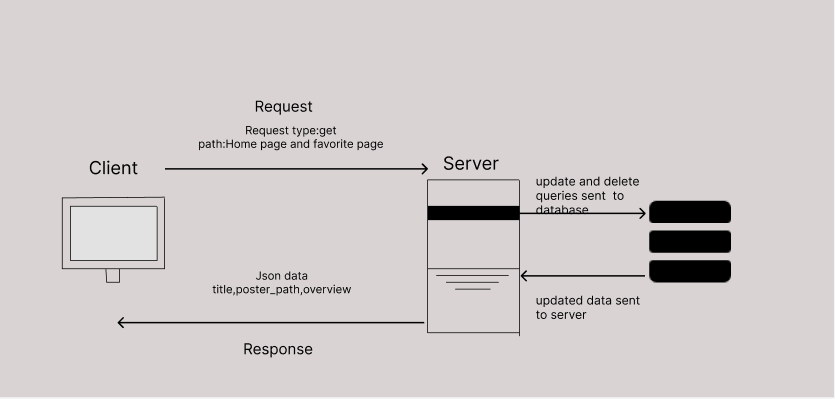 Request
Request type:get
path:Home page and favorite page
Client
Server
update and delete
queries sent to
database
Json data
title,poster_path,overview
updated data sent
to server
Response